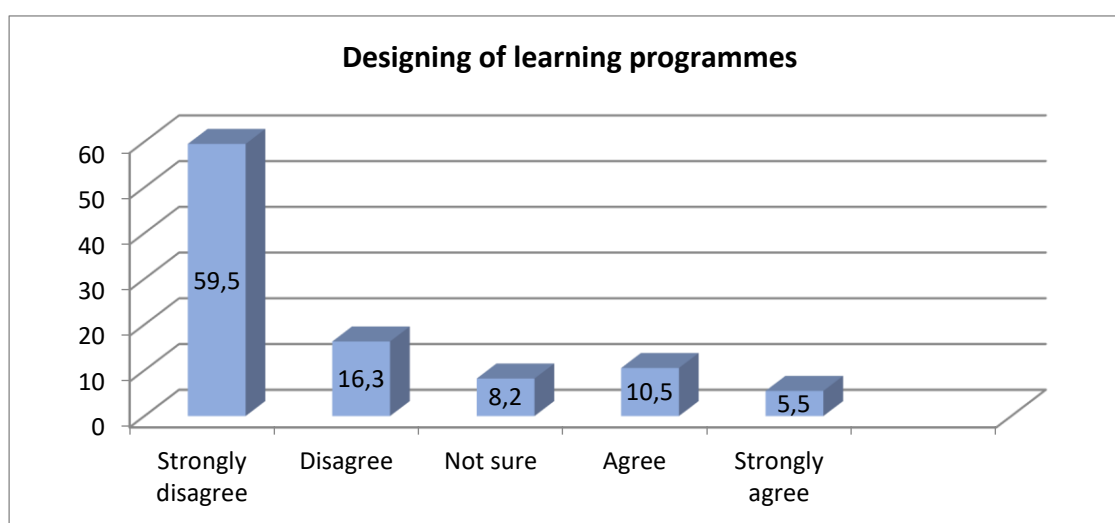 Designing of learning programmes
60
50
40
30
20
10
0
59,5
16,3
8,2
10,5
5,5
Strongly
disagree
Disagree
Not sure
Agree
Strongly
agree